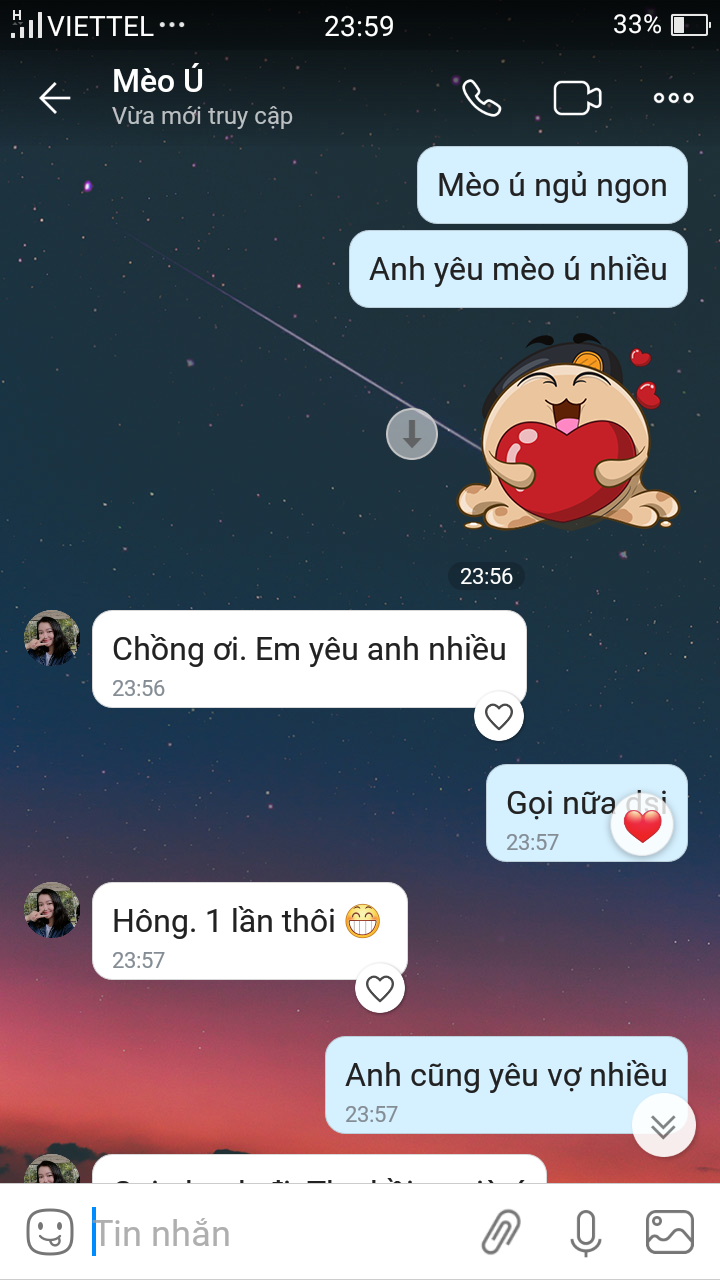 H
VIETTEL
23:59
33%
Mèo Ú
Vừa mới truy cập
Mèo ú ngủ ngon
Anh yêu mèo ú nhiều
23:56
Chồng ơi. Em yêu anh nhiều
23:56
Gọi nữa dsi
23:57
Hông. 1 lần thôi 😁
23:57
Anh cũng yêu vợ nhiều
23:57
Tin nhắn